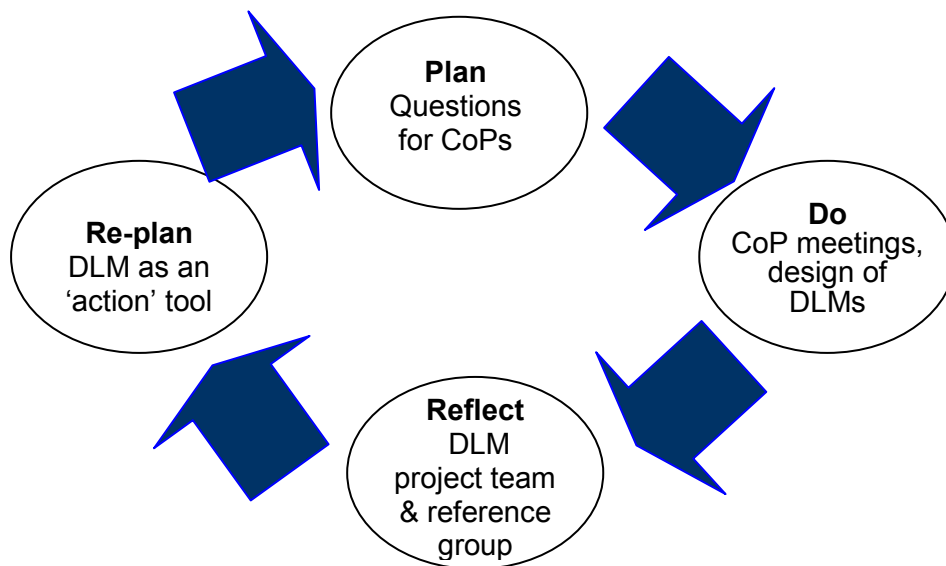 Plan
Questions
for CoPs
Do
CoP meetings,
design of
DLMs
Reflect
DLM
project team
& reference
group
Re-plan
DLM as an
‘action’ tool